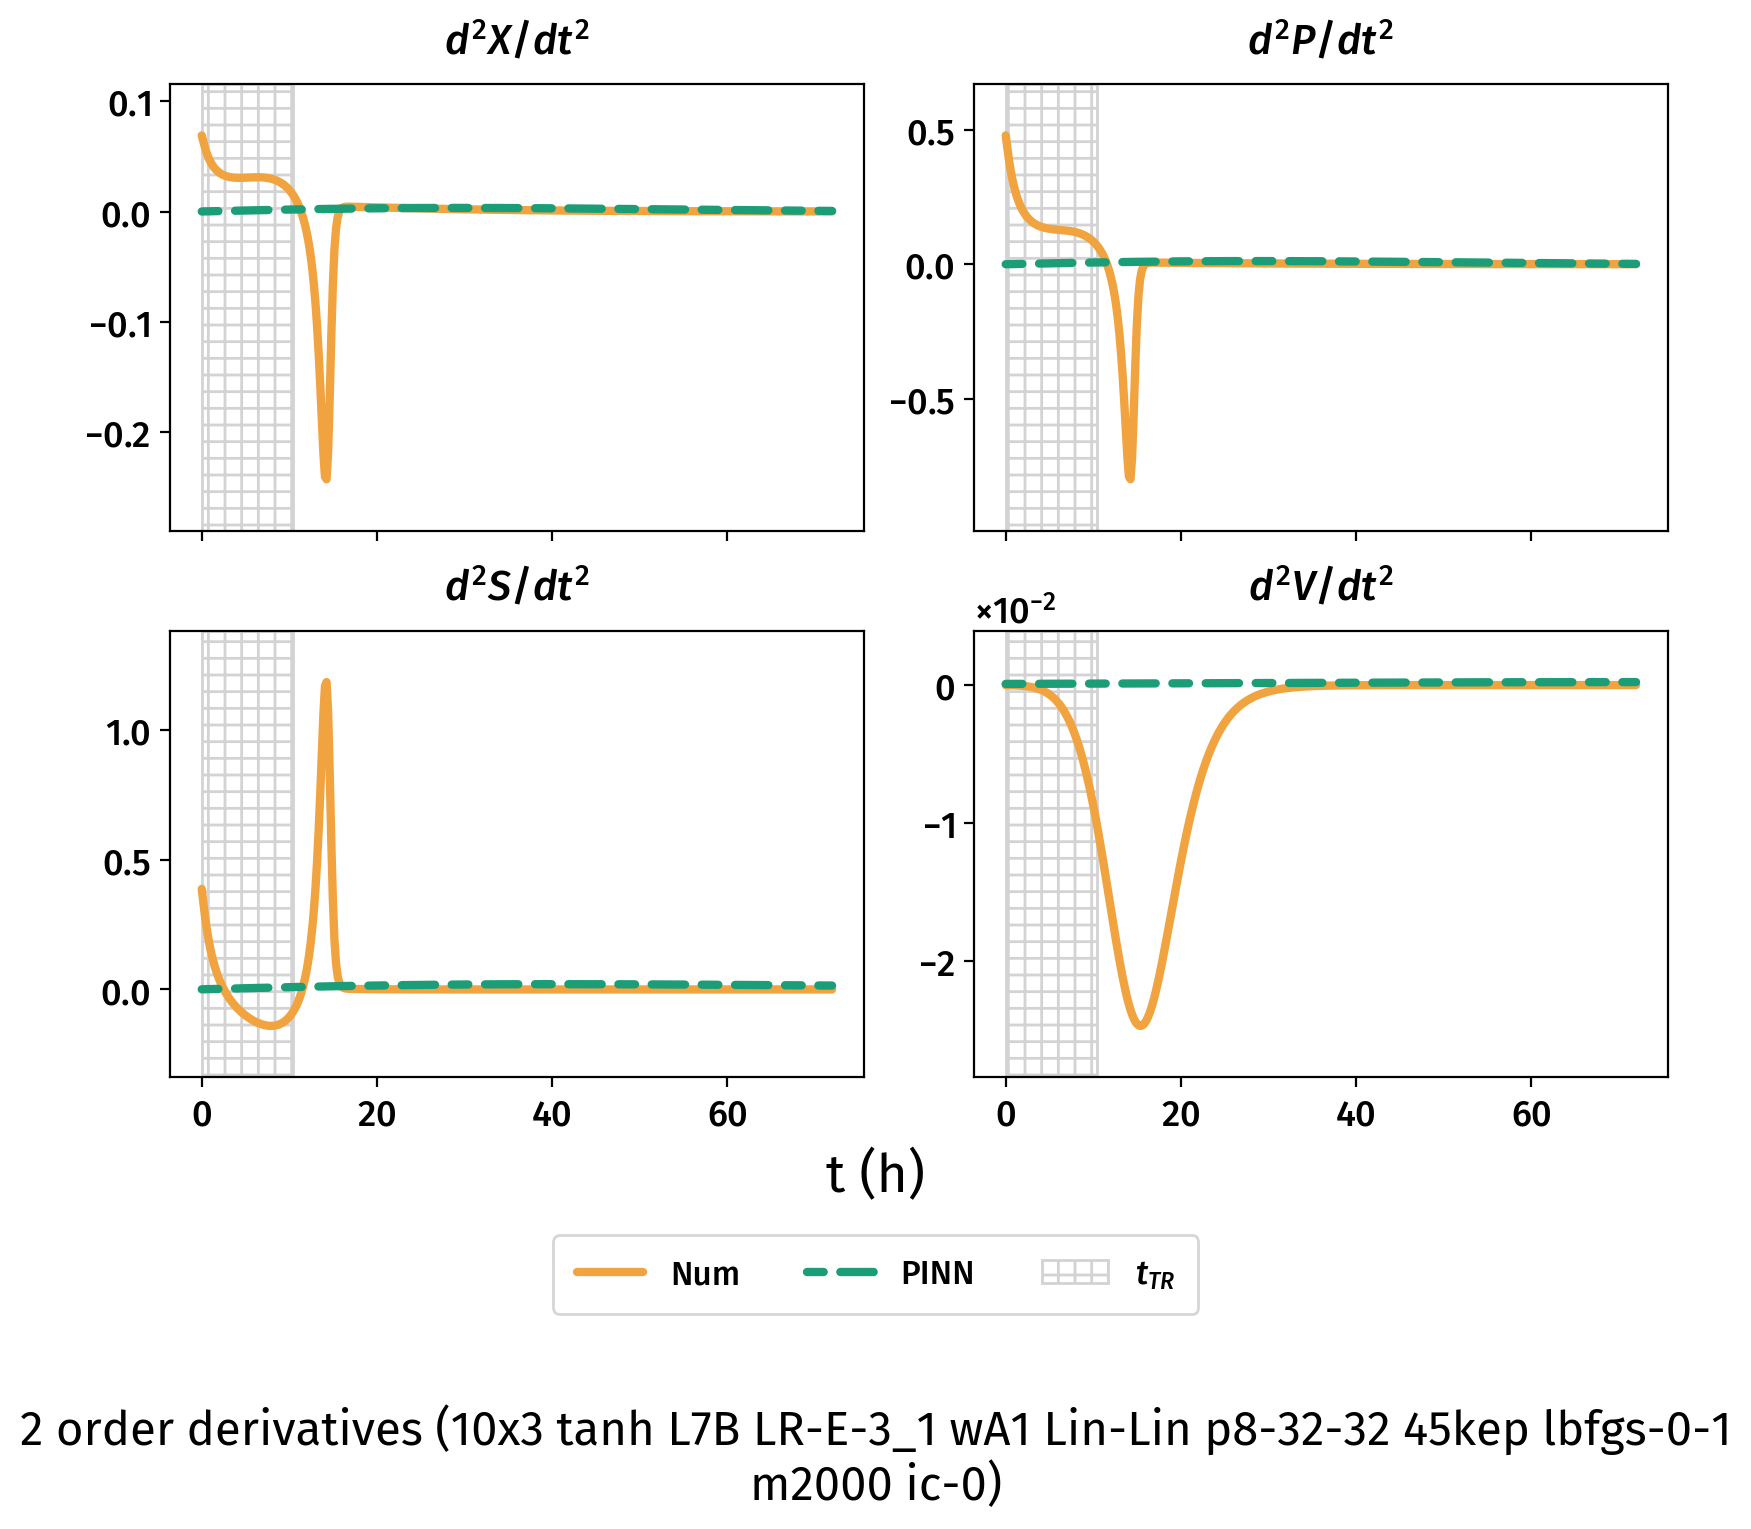 d²X/dt²
d²P/dt²
0.1
0.0
−0.1
−0.2
0.5
0.0
−0.5
d²S/dt²
d²V/dt²
×10⁻²
1.0
0.5
0.0
0
−1
−2
0 20 40 60
0 20 40 60
t (h)
Num PINN t_TR
2 order derivatives (10x3 tanh L7B LR-E-3_1 wA1 Lin-Lin p8-32-32 45kep lbfgs-0-1
m2000 ic-0)